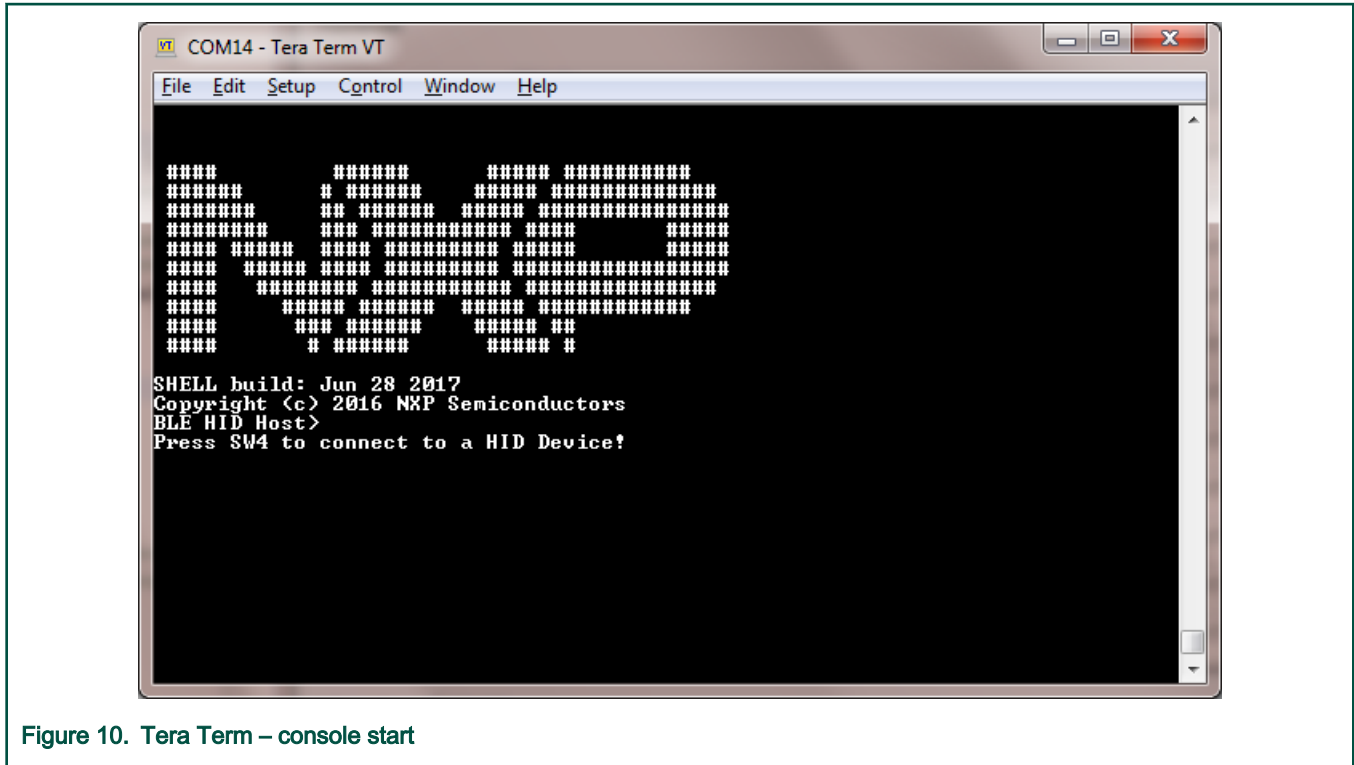 COM14 - Tera Term VT
File Edit Setup Control Window Help
 ####         ######      ##### ##########
 ######      # ######    ##### #############
 #######     ## ######  ##### ###############
 ########    ### ########### ####       #####
 #### #####  #### ######### #####       #####
 ####  ##### #### ######### #################
 ####   ######## ########### ###############
 ####     ##### ######  ##### ############
 ####      ### ######    ##### ##
 ####       # ######      ##### #
SHELL build: Jun 28 2017
Copyright (c) 2016 NXP Semiconductors
BLE HID Host>
Press SW4 to connect to a HID Device!
Figure 10. Tera Term – console start